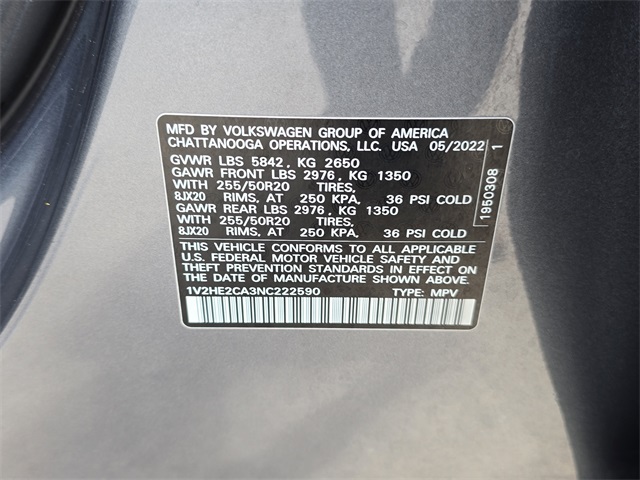 MFD BY VOLKSWAGEN GROUP OF AMERICA
CHATTANOOGA OPERATIONS, LLC. USA 05/2022
GVWR LBS 5842, KG 2650
GAWR FRONT LBS 2976, KG 1350
WITH 255/50R20 TIRES,
8JX20 RIMS, AT 250 KPA, 36 PSI COLD
GAWR REAR LBS 2976, KG 1350
WITH 255/50R20 TIRES,
8JX20 RIMS, AT 250 KPA, 36 PSI COLD
THIS VEHICLE CONFORMS TO ALL APPLICABLE
U.S. FEDERAL MOTOR VEHICLE SAFETY AND
THEFT PREVENTION STANDARDS IN EFFECT ON
THE DATE OF MANUFACTURE SHOWN ABOVE.
1V2HE2CA3NC222590 TYPE: MPV
1950308 1